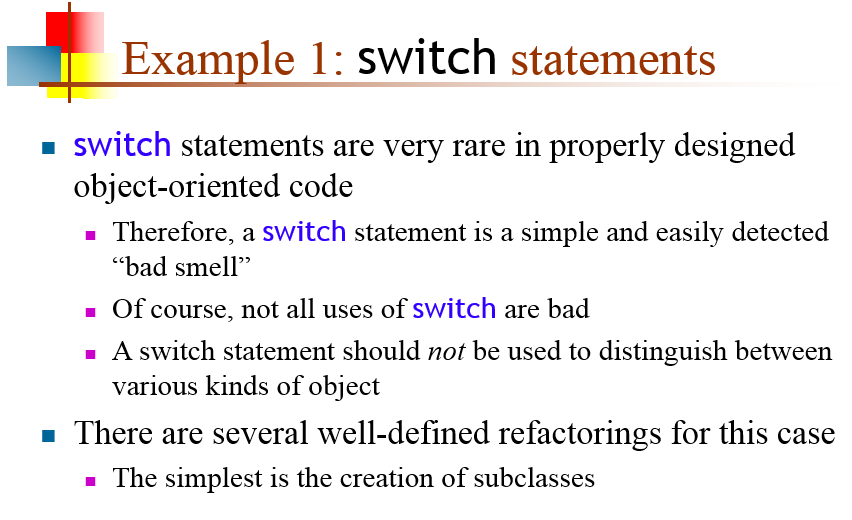 Example 1: switch statements
switch statements are very rare in properly designed
object-oriented code
Therefore, a switch statement is a simple and easily detected
“bad smell”
Of course, not all uses of switch are bad
A switch statement should not be used to distinguish between
various kinds of object
There are several well-defined refactorings for this case
The simplest is the creation of subclasses